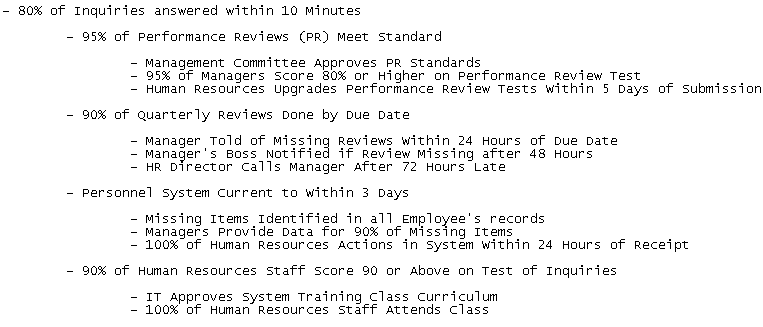 - 80% of Inquiries answered within 10 Minutes
- 95% of Performance Reviews (PR) Meet Standard
- Management Committee Approves PR Standards
- 95% of Managers Score 80% or Higher on Performance Review Test
- Human Resources Upgrades Performance Review Tests Within 5 Days of Submission
- 90% of Quarterly Reviews Done by Due Date
- Manager Told of Missing Reviews Within 24 Hours of Due Date
- Manager's Boss Notified if Review Missing after 48 Hours
- HR Director Calls Manager After 72 Hours Late
- Personnel System Current to Within 3 Days
- Missing Items Identified in all Employee's records
- Managers Provide Data for 90% of Missing Items
- 100% of Human Resources Actions in System Within 24 Hours of Receipt
- 90% of Human Resources Staff Score 90 or Above on Test of Inquiries
- IT Approves System Training Class Curriculum
- 100% of Human Resources Staff Attends Class